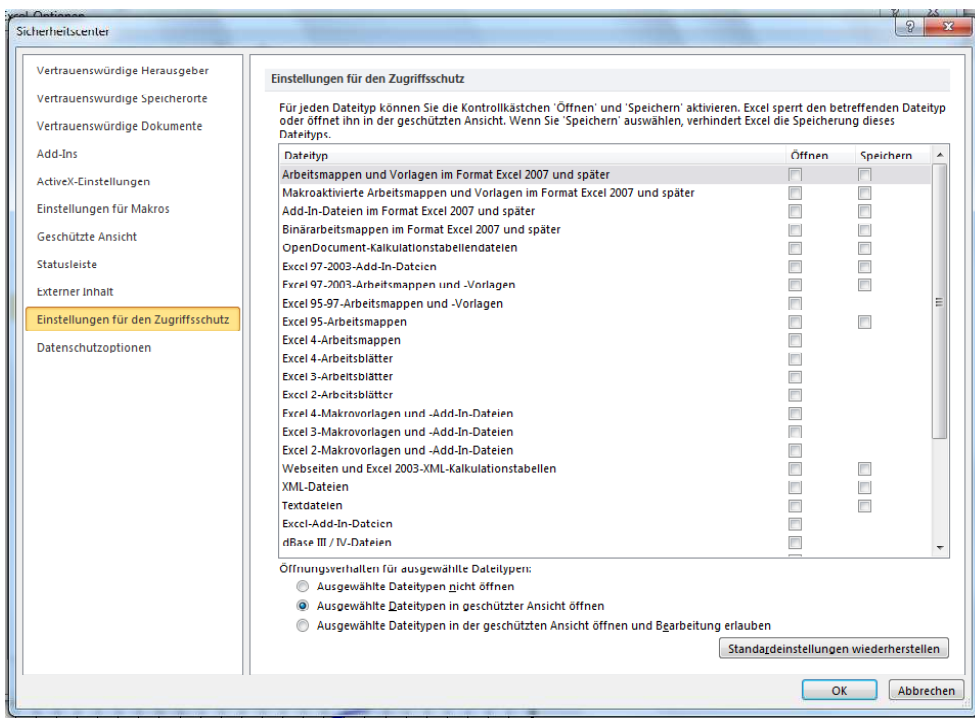 Excel-Optionen
Sicherheitscenter
Vertrauenswürdige Herausgeber
Vertrauenswürdige Speicherorte
Vertrauenswürdige Dokumente
Add-Ins
ActiveX-Einstellungen
Einstellungen für Makros
Geschützte Ansicht
Statusleiste
Externer Inhalt
Einstellungen für den Zugriffsschutz
Datenschutzoptionen
Einstellungen für den Zugriffsschutz
Für jeden Dateityp können Sie die Kontrollkästchen 'Öffnen' und 'Speichern' aktivieren. Excel sperrt den betreffenden Dateityp
oder öffnet ihn in der geschützten Ansicht. Wenn Sie 'Speichern' auswählen, verhindert Excel die Speicherung dieses
Dateityps.
Dateityp Öffnen Speichern
Arbeitsmappen und Vorlagen im Format Excel 2007 und später
Makroaktivierte Arbeitsmappen und Vorlagen im Format Excel 2007 und später
Add-In-Dateien im Format Excel 2007 und später
Binärarbeitsmappen im Format Excel 2007 und später
OpenDocument-Kalkulationstabellendateien
Excel 97-2003-Add-In-Dateien
Excel 97-2003-Arbeitsmappen und -Vorlagen
Excel 95-97-Arbeitsmappen und -Vorlagen
Excel 95-Arbeitsmappen
Excel 4-Arbeitsmappen
Excel 4-Arbeitsblätter
Excel 3-Arbeitsblätter
Excel 2-Arbeitsblätter
Excel 4-Makrovorlagen und -Add-In-Dateien
Excel 3-Makrovorlagen und -Add-In-Dateien
Excel 2-Makrovorlagen und -Add-In-Dateien
Webseiten und Excel 2003-XML-Kalkulationstabellen
XML-Dateien
Textdateien
Excel-Add-In-Dateien
dBase III / IV-Dateien
Öffnungsverhalten für ausgewählte Dateitypen:
Ausgewählte Dateitypen nicht öffnen
Ausgewählte Dateitypen in geschützter Ansicht öffnen
Ausgewählte Dateitypen in der geschützten Ansicht öffnen und Bearbeitung erlauben
Standardeinstellungen wiederherstellen
OK Abbrechen